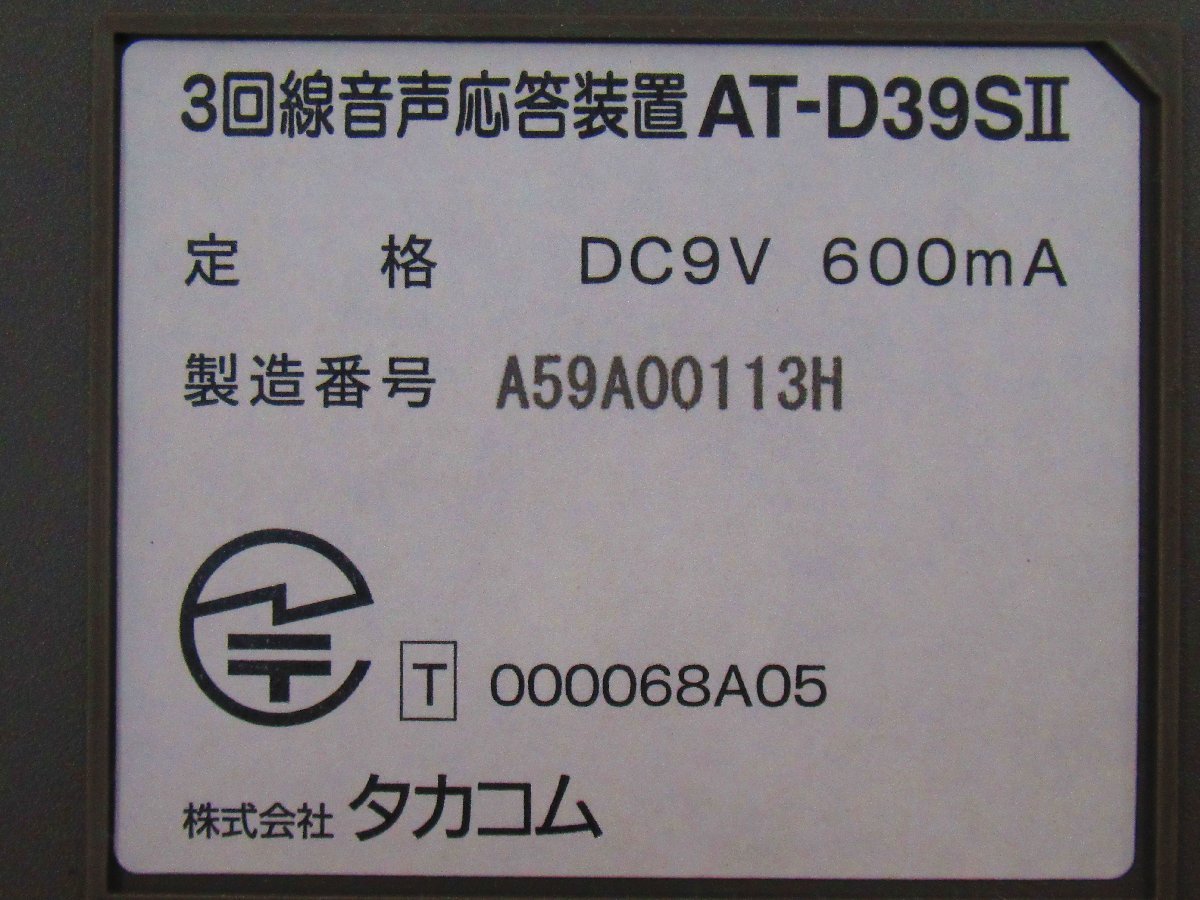 3回線音声応答装置 AT-D39SⅡ
定 格 DC9V 600mA
製造番号 A59A00113H
T 000068A05
株式会社 タカコム